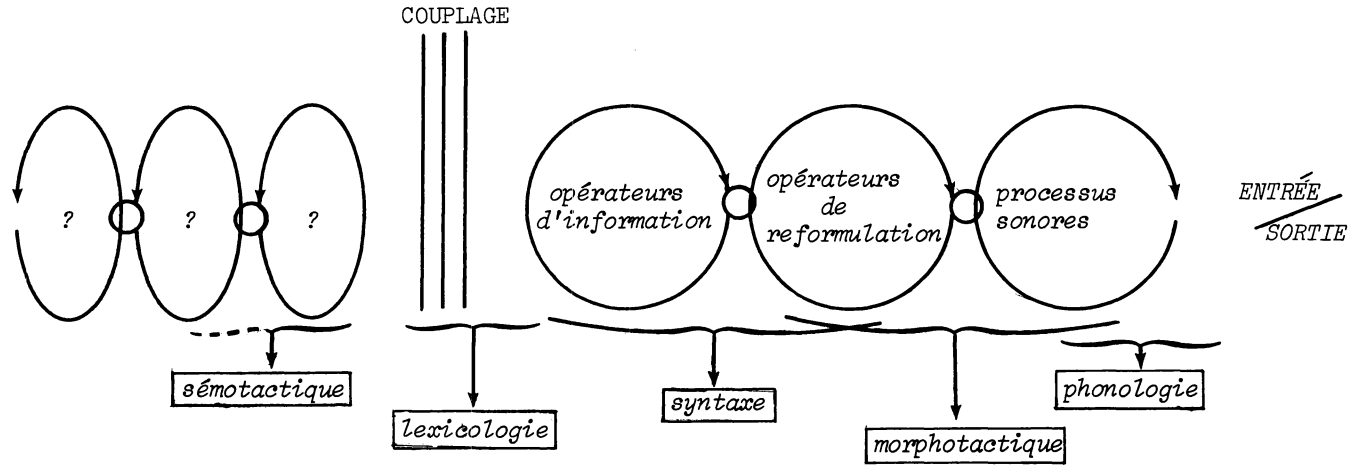 COUPLAGE
?
?
?
opérateurs
d'information
opérateurs
de
reformulation
processus
sonores
ENTRÉE
SORTIE
sémotactique
lexicologie
syntaxe
morphotactique
phonologie